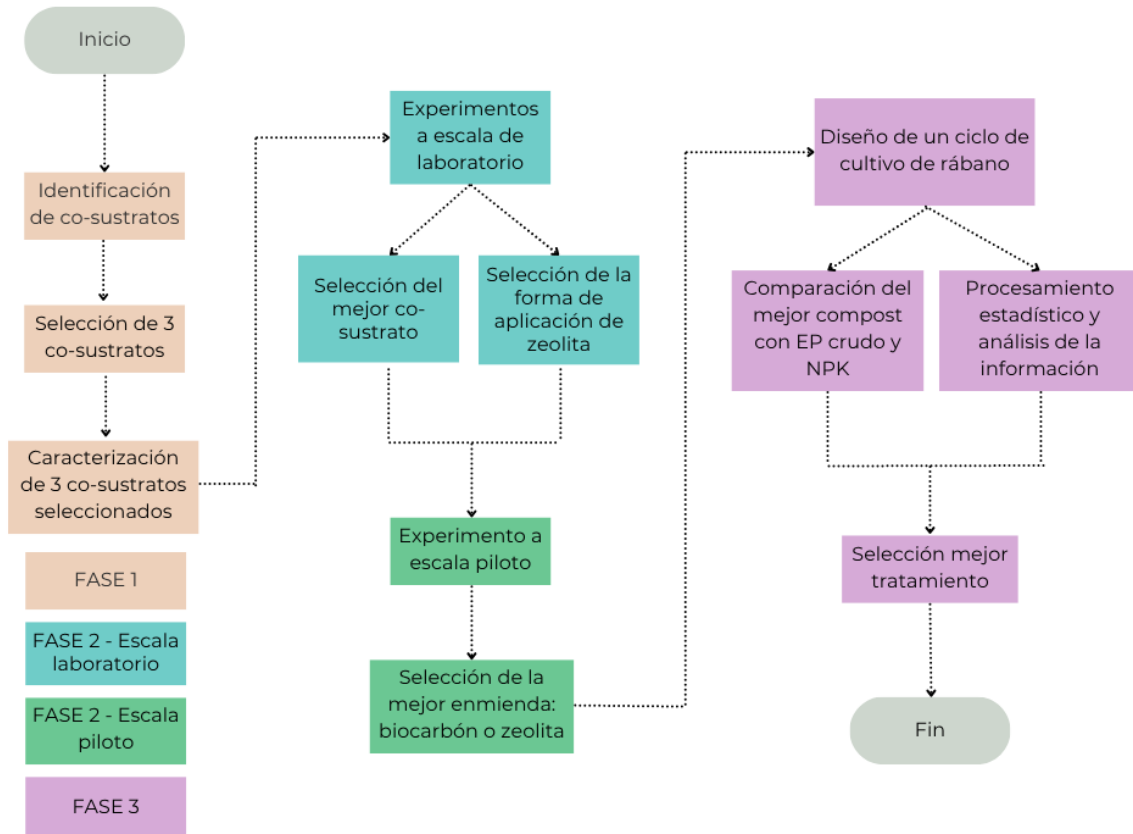 Inicio
Identificación
de co-sustratos
Selección de 3
co-sustratos
Caracterización
de 3 co-sustratos
seleccionados
FASE 1
FASE 2 - Escala
laboratorio
FASE 2 - Escala
piloto
FASE 3
Experimentos
a escala de
laboratorio
Selección del
mejor co-
sustrato
Selección de la
forma de
aplicación de
zeolita
Experimento a
escala piloto
Selección de la
mejor enmienda:
biocarbón o zeolita
Diseño de un ciclo de
cultivo de rábano
Comparación del
mejor compost
con EP crudo y
NPK
Procesamiento
estadístico y
análisis de la
información
Selección mejor
tratamiento
Fin